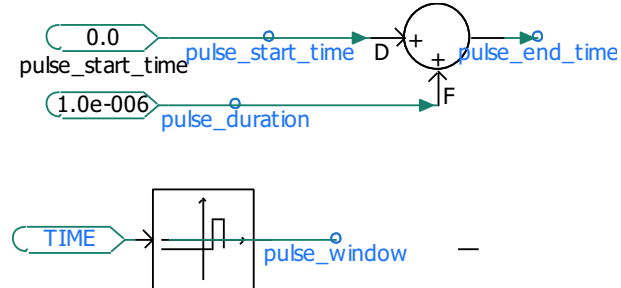 0.0
pulse_start_time
pulse_start_time
D
+
+
pulse_end_time
F
1.0e-006
pulse_duration
TIME
pulse_window